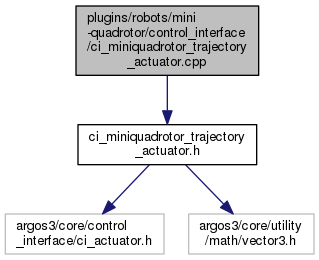 plugins/robots/mini
-quadrotor/control_interface
/ci_miniquadrotor_trajectory
_actuator.cpp
ci_miniquadrotor_trajectory
_actuator.h
argos3/core/control
_interface/ci_actuator.h
argos3/core/utility
/math/vector3.h